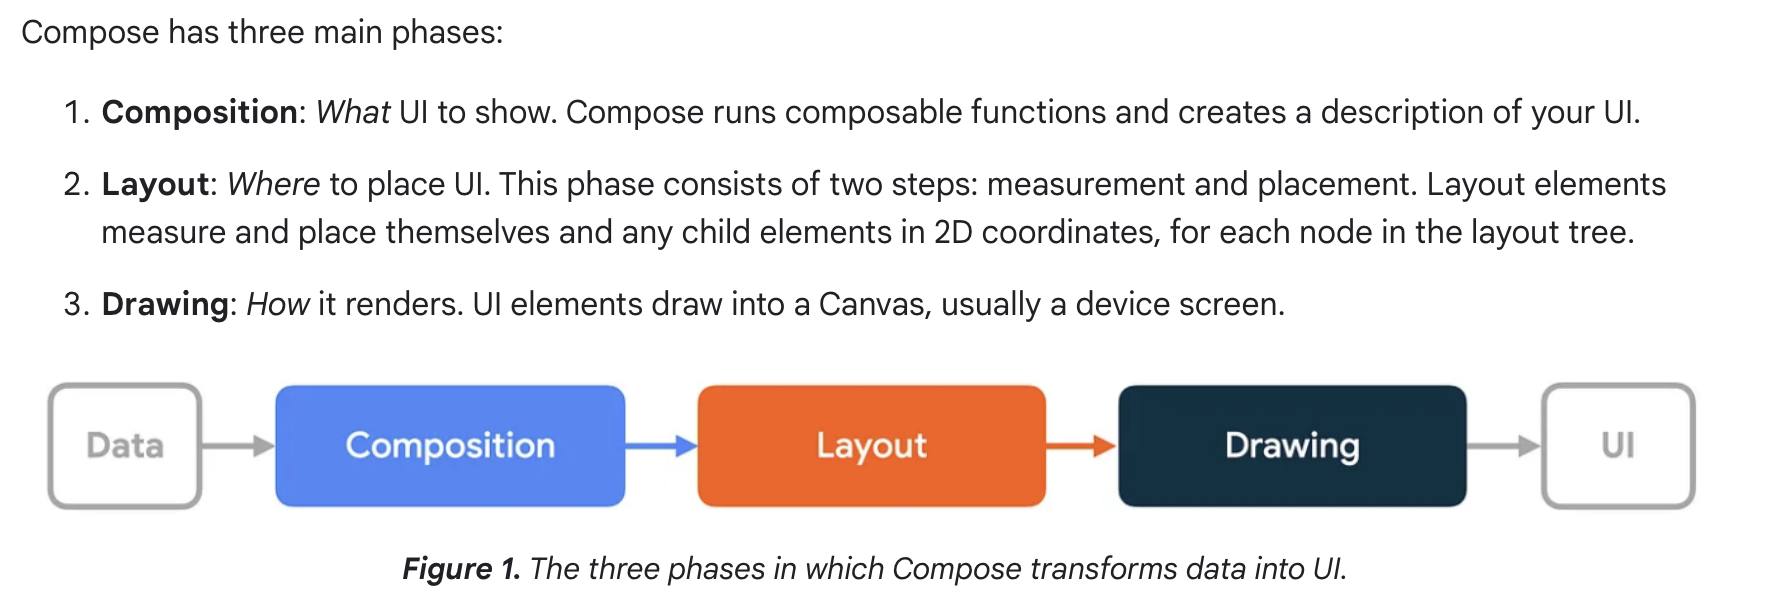 Compose has three main phases:
1. Composition: What UI to show. Compose runs composable functions and creates a description of your UI.
2. Layout: Where to place UI. This phase consists of two steps: measurement and placement. Layout elements
measure and place themselves and any child elements in 2D coordinates, for each node in the layout tree.
3. Drawing: How it renders. UI elements draw into a Canvas, usually a device screen.
Data
Composition
Layout
Drawing
UI
Figure 1. The three phases in which Compose transforms data into UI.